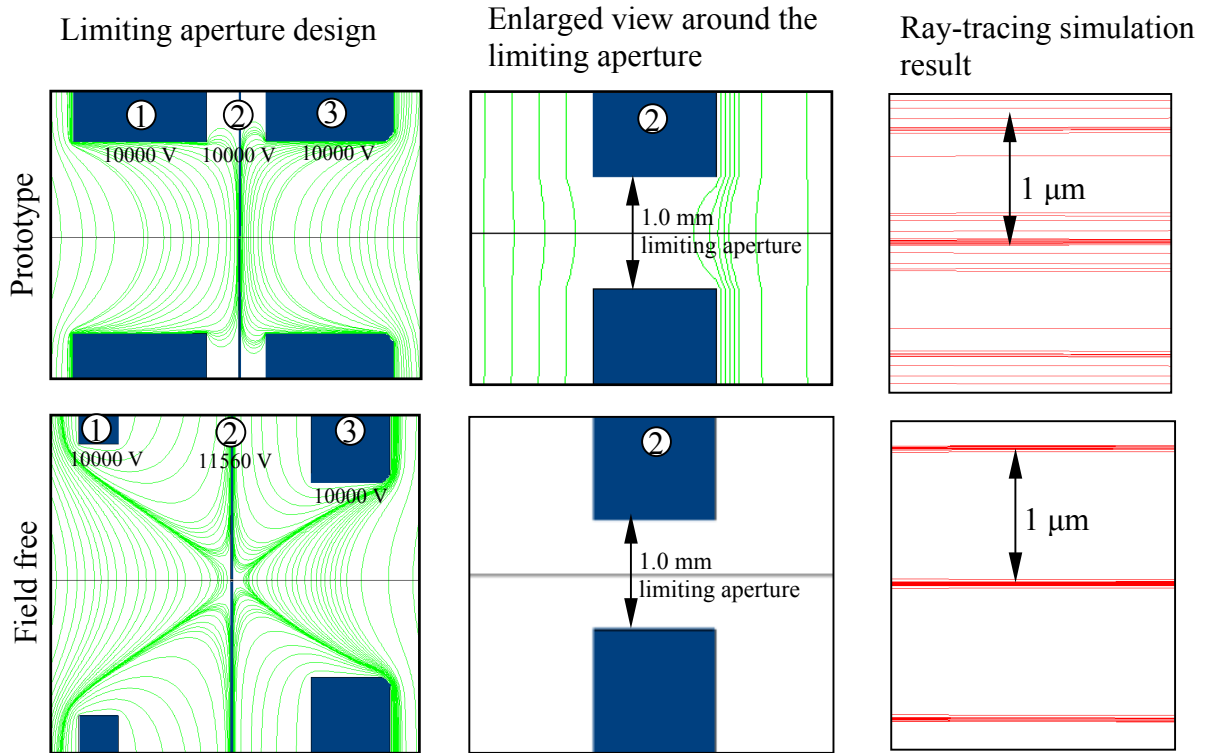 Limiting aperture design
Enlarged view around the
limiting aperture
Ray-tracing simulation
result
Prototype
1
2
3
10000 V
10000 V
10000 V
2
1.0 mm
limiting aperture
1 μm
Field free
1
2
3
10000 V
11560 V
10000 V
2
1.0 mm
limiting aperture
1 μm